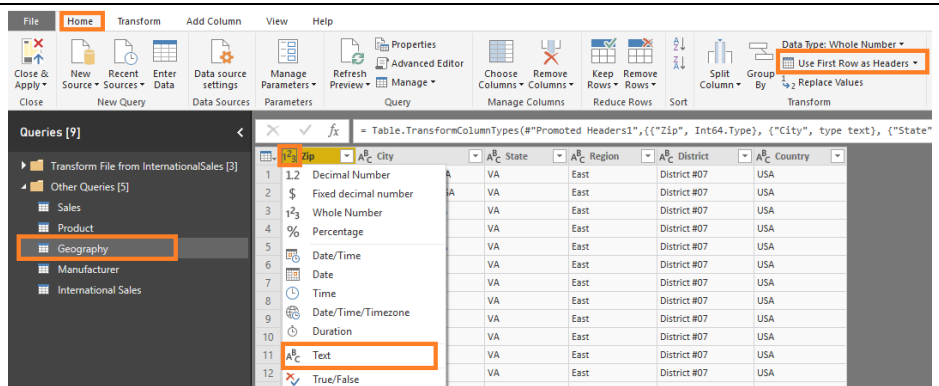 File Home Transform Add Column View Help
Close & Apply
New Source
Recent Sources
Enter Data
Data source settings
Manage Parameters
Refresh Preview
Properties
Advanced Editor
Manage
Choose Columns
Remove Columns
Keep Rows
Remove Rows
Split Column
Group By
Data Type: Whole Number
Use First Row as Headers
Replace Values
Close New Query Data Sources Parameters Query Manage Columns Reduce Rows Sort Transform
Queries [9]
fx = Table.TransformColumnTypes(#"Promoted Headers1",{{"Zip", Int64.Type}, {"City", type text}, {"State"
Transform File from InternationalSales [3]
Other Queries [5]
Sales
Product
Geography
Manufacturer
International Sales
123 Zip ABC City ABC State ABC Region ABC District ABC Country
1 VA East District #07 USA
2 VA East District #07 USA
3 VA East District #07 USA
4 VA East District #07 USA
5 VA East District #07 USA
6 VA East District #07 USA
7 VA East District #07 USA
8 VA East District #07 USA
9 VA East District #07 USA
10 VA East District #07 USA
11 VA East District #07 USA
12 VA East District #07 USA
1.2 Decimal Number
$ Fixed decimal number
123 Whole Number
% Percentage
Date/Time
Date
Time
Date/Time/Timezone
Duration
ABC Text
True/False